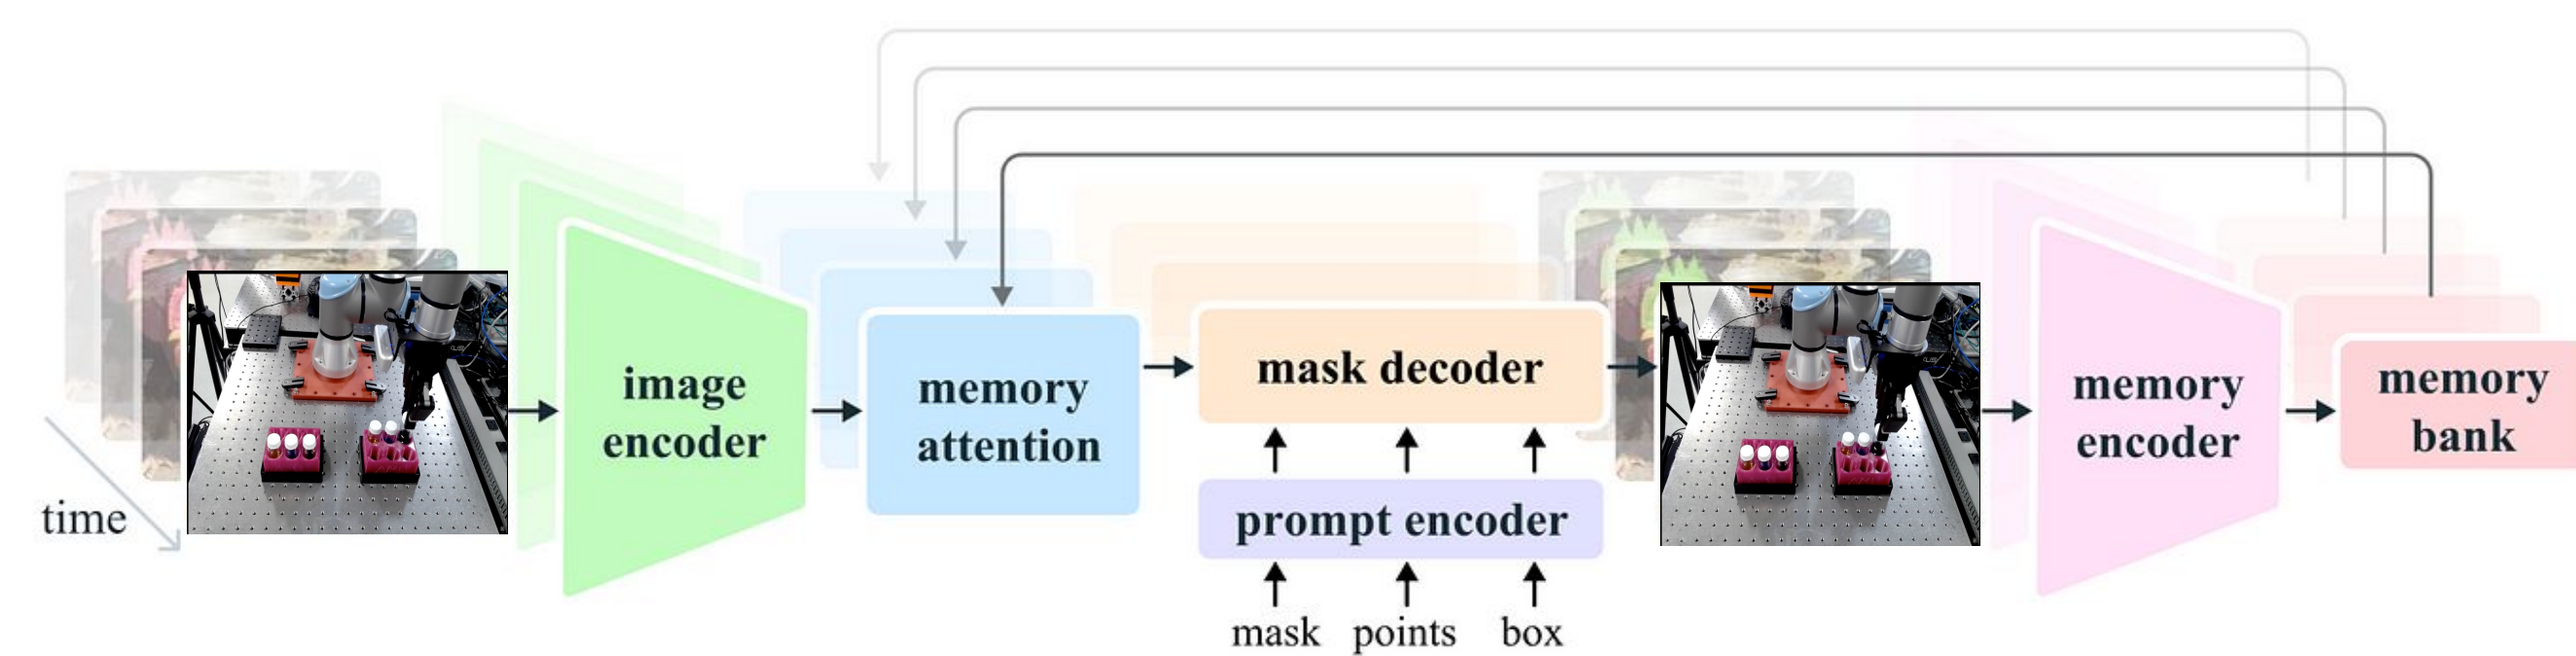 time
image
encoder
memory
attention
mask decoder
prompt encoder
mask points box
memory
encoder
memory
bank